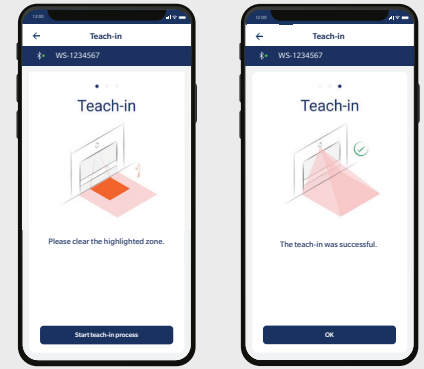 12:00
Teach-in
WS-1234567
Teach-in
Please clear the highlighted zone.
Start teach-in process
12:00
Teach-in
WS-1234567
Teach-in
The teach-in was successful.
OK